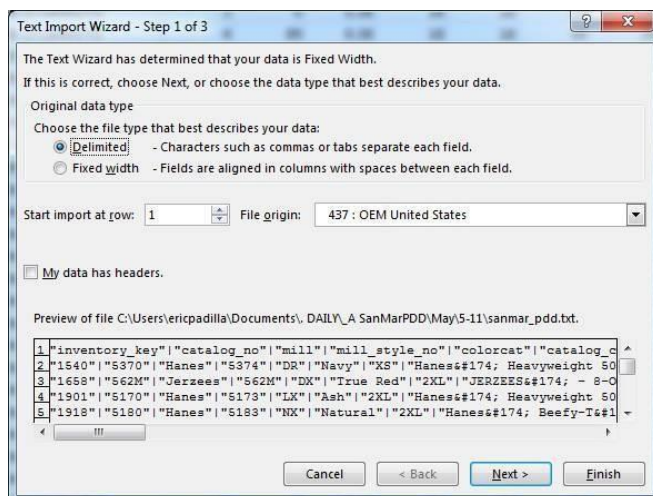 Text Import Wizard - Step 1 of 3
The Text Wizard has determined that your data is Fixed Width.
If this is correct, choose Next, or choose the data type that best describes your data.
Original data type
Choose the file type that best describes your data:
Delimited - Characters such as commas or tabs separate each field.
Fixed width - Fields are aligned in columns with spaces between each field.
Start import at row: 1 File origin: 437 : OEM United States
My data has headers.
Preview of file C:\Users\ericpadilla\Documents\. DAILY\_A SanMarPDD\May\5-11\sanmar_pdd.txt.
1 "inventory_key"|"catalog_no"|"mill"|"mill_style_no"|"colorcat"|"catalog_c
2 "1540"|"5370"|"Hanes"|"5374"|"DR"|"Navy"|"XS"|"Hanes&#174; Heavyweight 50
3 "1658"|"562M"|"Jerzees"|"562M"|"DX"|"True Red"|"2XL"|"JERZEES&#174; - 8-O
4 "1901"|"5170"|"Hanes"|"5173"|"LX"|"Ash"|"2XL"|"Hanes&#174; Heavyweight 50
5 "1918"|"5180"|"Hanes"|"5183"|"NX"|"Natural"|"2XL"|"Hanes&#174; Beefy-T&#1
Cancel < Back Next > Finish